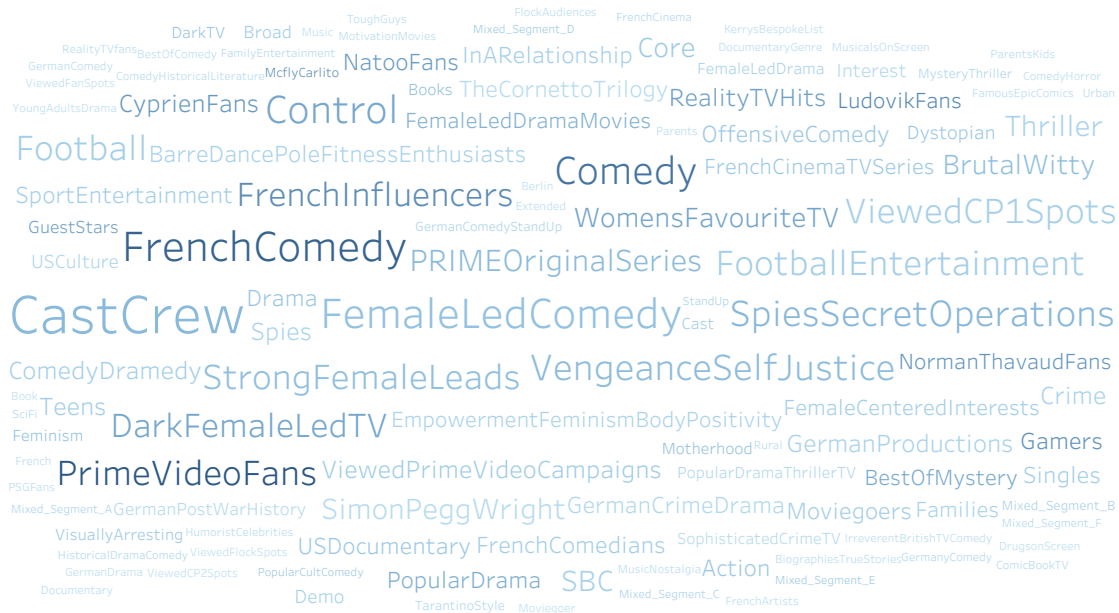 ToughGuys FlockAudiences FrenchCinema
DarkTV Broad Music MotivationMovies Mixed_Segment_D KerrysBespokeList
RealityTVfans BestOfComedy FamilyEntertainment NatooFans InARelationship Core DocumentaryGenre MusicalsOnScreen ParentsKids
GermanComedy ViewedFanSpots ComedyHistoricalLiterature McflyCarlito FemaleLedDrama Interest MysteryThriller ComedyHorror
YoungAdultsDrama CyprienFans Control Books TheCornettoTrilogy RealityTVHits LudovikFans FamousEpicComics Urban
FemaleLedDramaMovies Parents OffensiveComedy Dystopian Thriller
Football BarreDancePoleFitnessEnthusiasts Comedy FrenchCinemaTVSeries BrutalWitty
SportEntertainment FrenchInfluencers Berlin Extended WomensFavouriteTV ViewedCP1Spots
GuestStars FrenchComedy GermanComedyStandUp
USCulture PRIMEOriginalSeries FootballEntertainment
CastCrew Drama Spies FemaleLedComedy StandUp Cast SpiesSecretOperations
ComedyDramedy StrongFemaleLeads VengeanceSelfJustice NormanThavaudFans
Book SciFi Teens DarkFemaleLedTV EmpowermentFeminismBodyPositivity FemaleCenteredInterests Crime
Feminism Motherhood Rural GermanProductions Gamers
French PrimeVideoFans ViewedPrimeVideoCampaigns PopularDramaThrillerTV BestOfMystery Singles
PSGFans
Mixed_Segment_A GermanPostWarHistory SimonPeggWright GermanCrimeDrama Moviegoers Families Mixed_Segment_B
Mixed_Segment_F
VisuallyArresting HumoristCelebrities USDocumentary FrenchComedians SophisticatedCrimeTV IrreverentBritishTVComedy
HistoricalDramaComedy ViewedFlockSpots BiographiesTrueStories GermanyComedy DrugsonScreen
GermanDrama ViewedCP2Spots PopularCultComedy PopularDrama SBC MusicNostalgia Action Mixed_Segment_E ComicBookTV
Documentary Demo Mixed_Segment_C
TarantinoStyle Moviegoer FrenchArtists